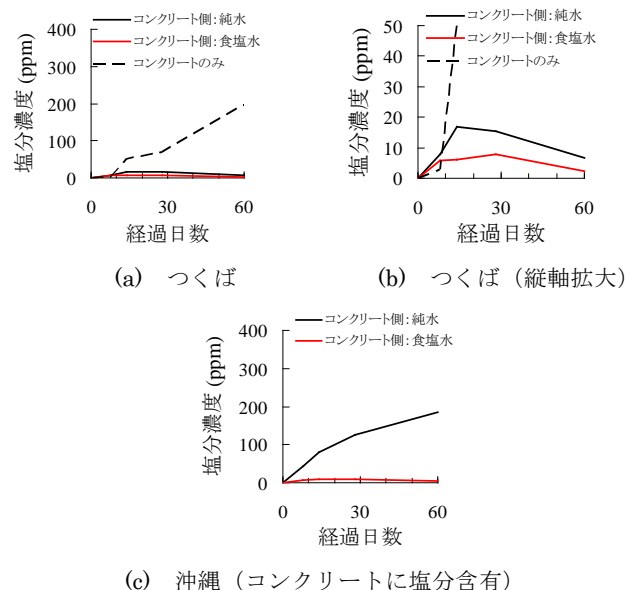 コンクリート側：純水
コンクリート側：食塩水
コンクリートのみ
400
300
200
100
0
塩分濃度 (ppm)
0 30 60
経過日数
(a) つくば
コンクリート側：純水
コンクリート側：食塩水
コンクリートのみ
50
40
30
20
10
0
塩分濃度 (ppm)
0 30 60
経過日数
(b) つくば（縦軸拡大）
コンクリート側：純水
コンクリート側：食塩水
400
300
200
100
0
塩分濃度 (ppm)
0 30 60
経過日数
(c) 沖縄（コンクリートに塩分含有）